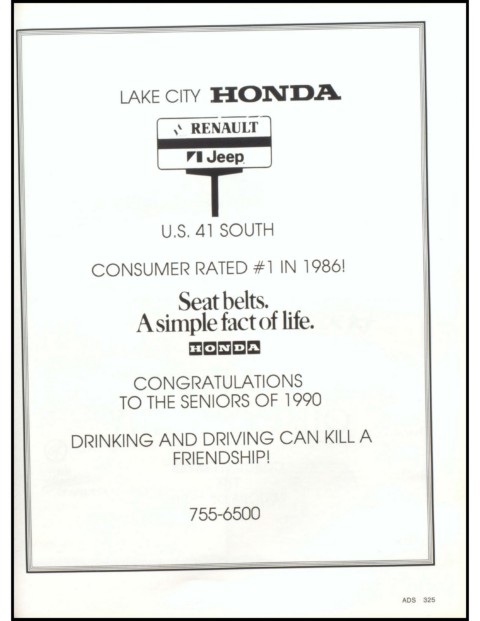 LAKE CITY HONDA
RENAULT
Jeep
U.S. 41 SOUTH
CONSUMER RATED #1 IN 1986!
Seat belts.
A simple fact of life.
HONDA
CONGRATULATIONS
TO THE SENIORS OF 1990
DRINKING AND DRIVING CAN KILL A
FRIENDSHIP!
755-6500
ADS 325